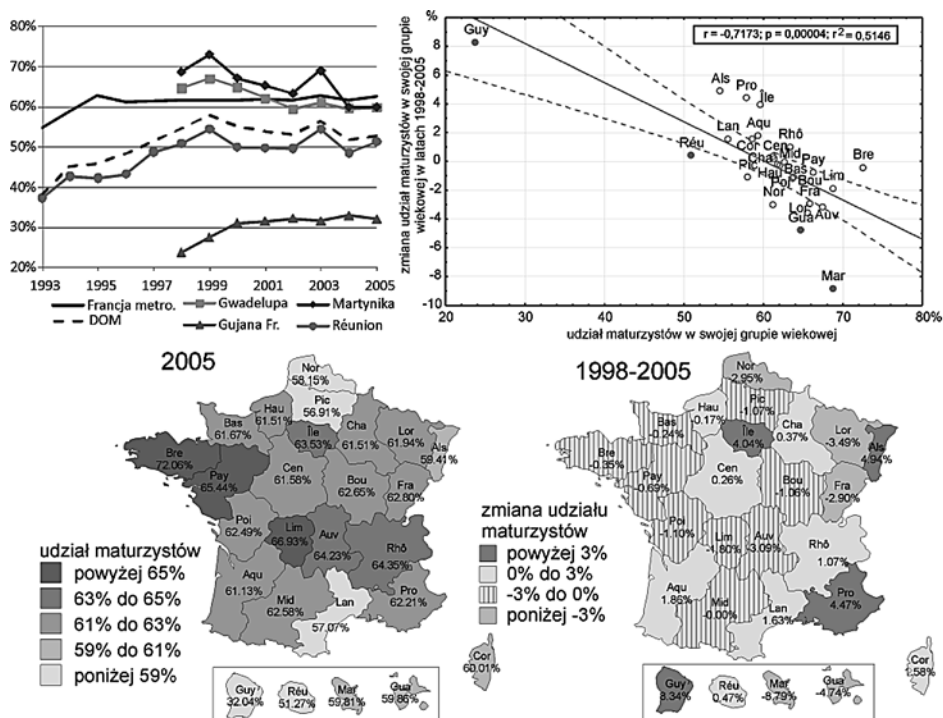 80%
70%
60%
50%
40%
30%
20%
1993 1995 1997 1999 2001 2003 2005
Francja metro. Gwadelupa Martynika
DOM Gujana Fr. Réunion
zmiana udział maturzystów w swojej grupie
wiekowej w latach 1998-2005
%
8
6
4
2
0
-2
-4
-6
-8
-10
r = -0,7173; p = 0,00004; r² = 0,5146
Guy
Als Pro Île
Lan Aqu
Réu Cor Cen Rhô
Cha Mid Pay Bre
Pic Hau Bas Lim
Poi Bou
Nor Fra
Lor
Gua Auv
Mar
20 30 40 50 60 70 80%
udział maturzystów w swojej grupie wiekowej
2005
Nor
58.15%
Pic
56.91%
Hau
61.51%
Bas
61.67%
Île
63.53%
Cha
61.51%
Lor
61.94%
Als
59.41%
Bre
72.06%
Pay
65.44%
Cen
61.58%
Bou
62.65%
Fra
62.80%
Poi
62.49%
Lim
66.93%
Auv
64.23%
Rhô
64.35%
Aqu
61.13%
Mid
62.58%
Lan
57.07%
Pro
62.21%
Cor
60.01%
Guy
32.04%
Réu
51.27%
Mar
59.81%
Gua
59.86%
udział maturzystów
powyżej 65%
63% do 65%
61% do 63%
59% do 61%
poniżej 59%
1998-2005
Nor
-2.95%
Pic
-1.07%
Hau
-0.17%
Bas
-0.24%
Île
4.04%
Cha
0.37%
Lor
-3.49%
Als
4.94%
Bre
-0.35%
Pay
-0.69%
Cen
0.26%
Bou
-1.06%
Fra
-2.90%
Poi
-1.10%
Lim
-1.80%
Auv
-3.09%
Rhô
1.07%
Aqu
1.86%
Mid
-0.00%
Lan
1.63%
Pro
4.47%
Cor
1.58%
Guy
8.34%
Réu
0.47%
Mar
-8.79%
Gua
-4.74%
zmiana udziału
maturzystów
powyżej 3%
0% do 3%
-3% do 0%
poniżej -3%